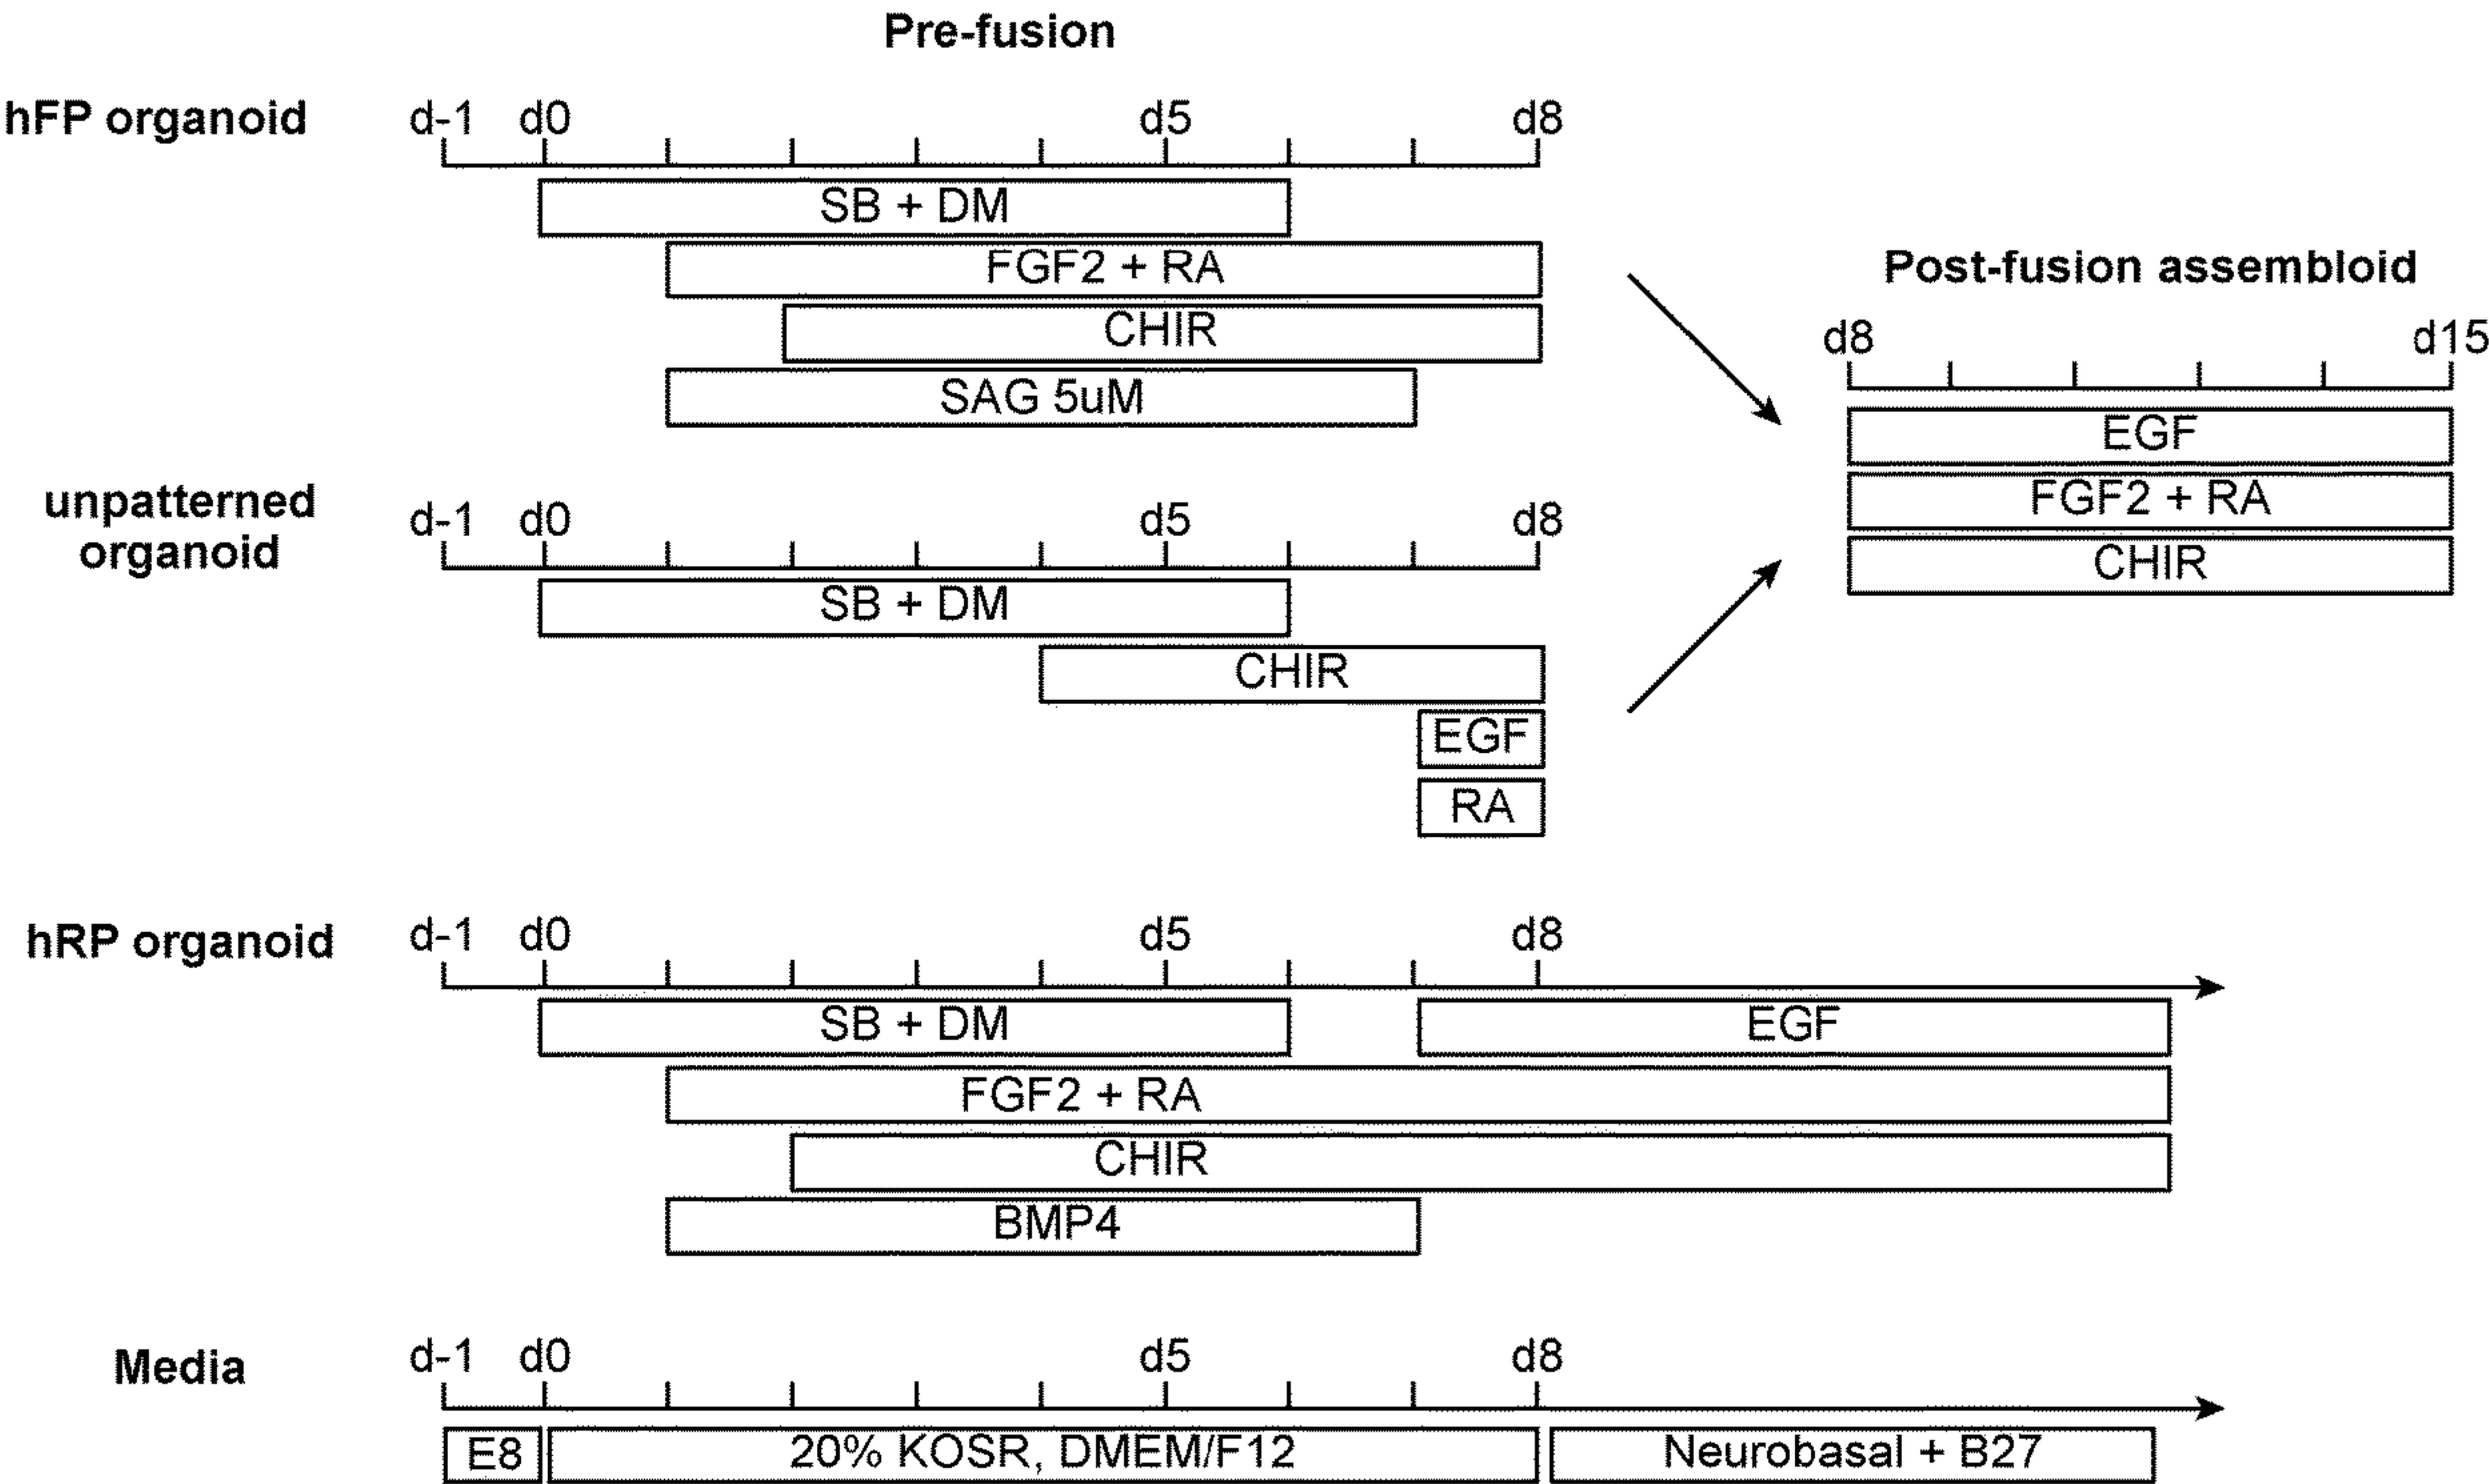 Pre-fusion
hFP organoid
d-1 d0 d5 d8
SB + DM
FGF2 + RA
CHIR
SAG 5uM
unpatterned
organoid
d-1 d0 d5 d8
SB + DM
CHIR
EGF
RA
Post-fusion assembloid
d8 d15
EGF
FGF2 + RA
CHIR
hRP organoid
d-1 d0 d5 d8
SB + DM EGF
FGF2 + RA
CHIR
BMP4
Media
d-1 d0 d5 d8
E8 20% KOSR, DMEM/F12 Neurobasal + B27